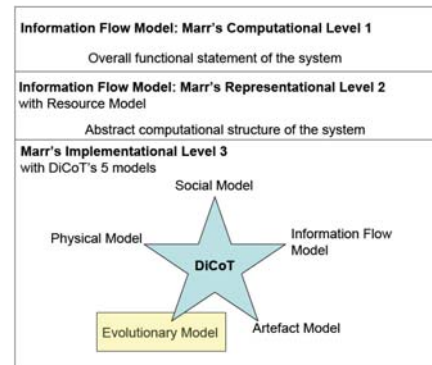 Information Flow Model: Marr's Computational Level 1
Overall functional statement of the system
Information Flow Model: Marr's Representational Level 2
with Resource Model
Abstract computational structure of the system
Marr's Implementational Level 3
with DiCoT's 5 models
Social Model
Physical Model
Information Flow
Model
DiCoT
Evolutionary Model
Artefact Model